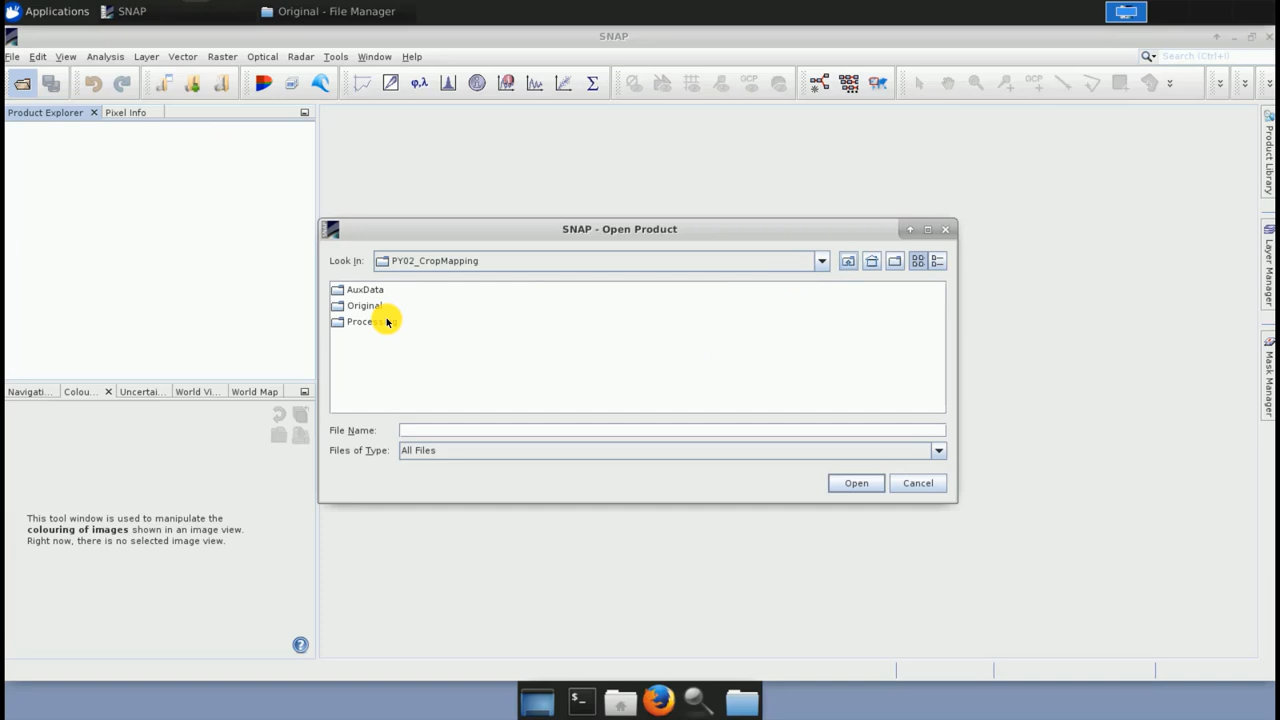 Applications SNAP Original - File Manager
SNAP
File Edit View Analysis Layer Vector Raster Optical Radar Tools Window Help Search (Ctrl+I)
Product Explorer Pixel Info
SNAP - Open Product
Look In: PY02_CropMapping
AuxData
Original
Processing
File Name:
Files of Type: All Files
Open Cancel
Navigati... Colou... Uncertai... World Vi... World Map
This tool window is used to manipulate the
colouring of images shown in an image view.
Right now, there is no selected image view.
Product Library
Layer Manager
Mask Manager